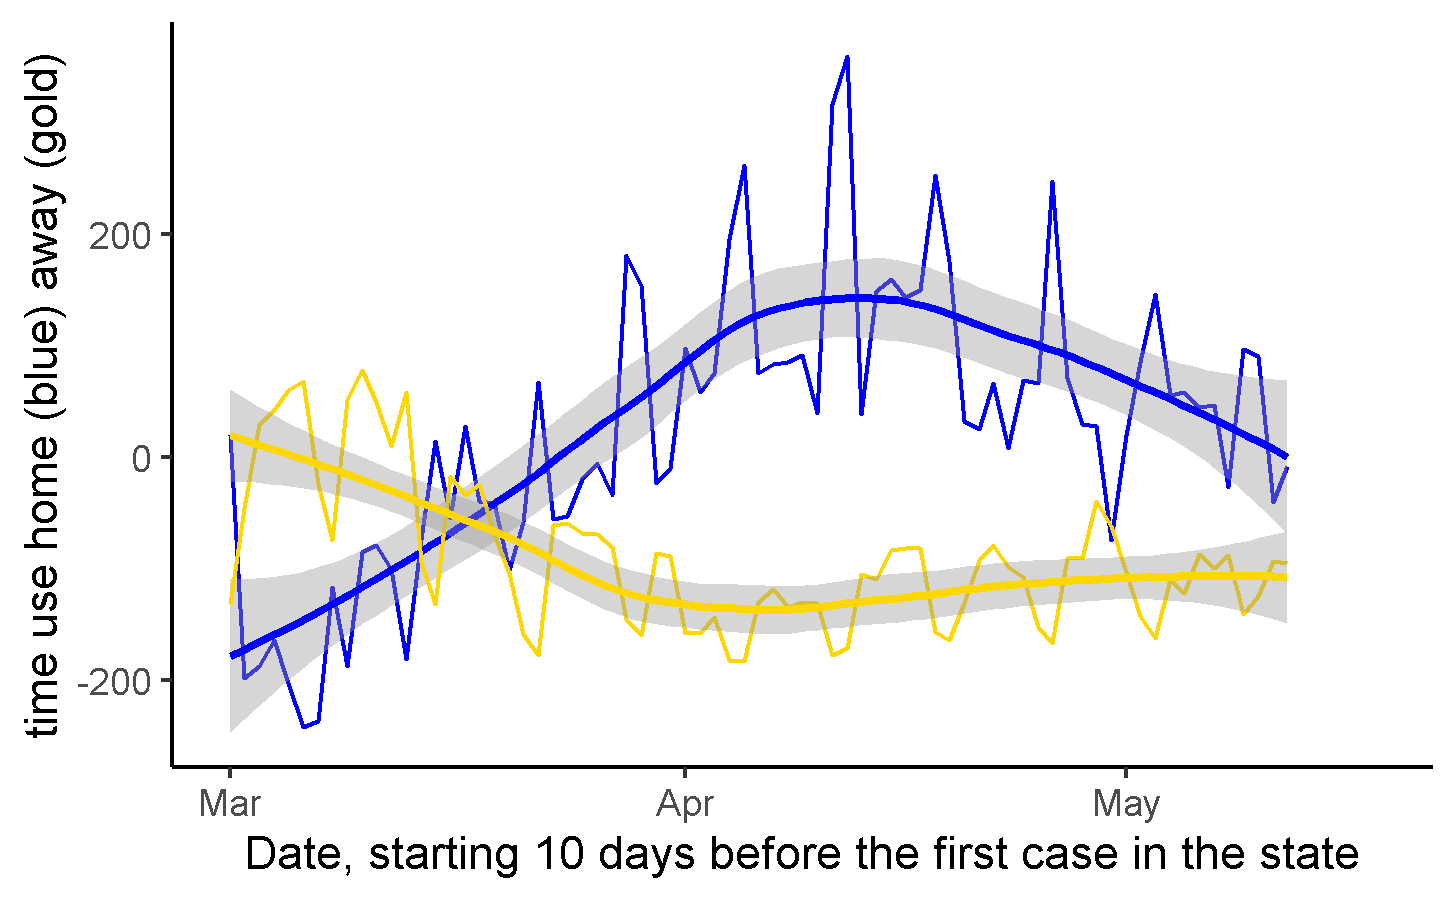 time use home (blue) away (gold)
200
0
-200
Mar
Apr
May
Date, starting 10 days before the first case in the state